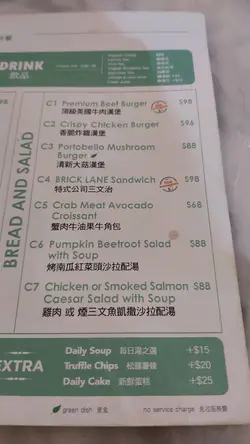 DRINK
飲品
BREAD AND SALAD
C1 Premium Beef Burger $98
頂級美國牛肉漢堡
C2 Crispy Chicken Burger $96
香脆炸雞漢堡
C3 Portobello Mushroom $88
Burger
清新大菇漢堡
C4 BRICK LANE Sandwich $98
特式公司三文治
C5 Crab Meat Avocado $68
Croissant
蟹肉牛油果牛角包
C6 Pumpkin Beetroot Salad $88
with Soup
烤南瓜紅菜頭沙拉配湯
C7 Chicken or Smoked Salmon $88
Caesar Salad with Soup
雞肉 或 煙三文魚凱撒沙拉配湯
EXTRA
Daily Soup 每日湯之選 +$15
Truffle Chips 松露薯條 +$20
Daily Cake 新鮮蛋糕 +$25
green dish 素食
no service charge 免收服務費